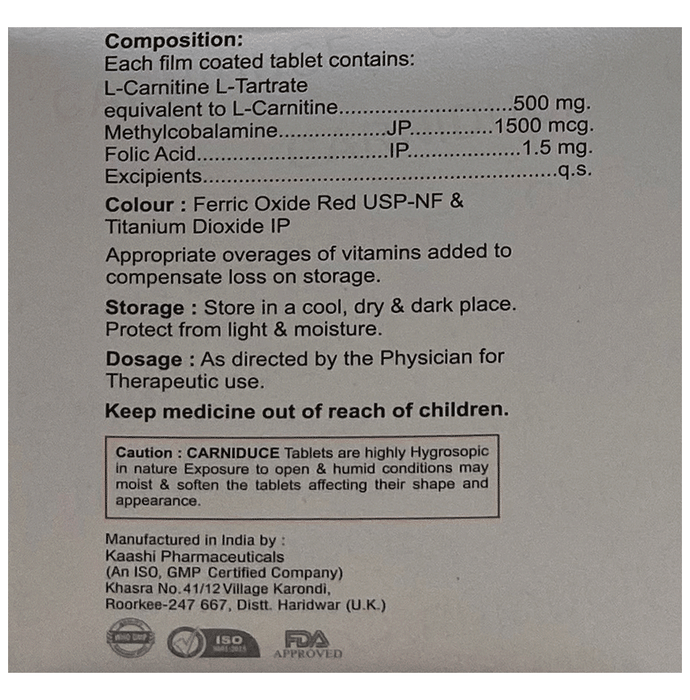 Composition:
Each film coated tablet contains:
L-Carnitine L-Tartrate
equivalent to L-Carnitine..............................500 mg.
Methylcobalamine...................JP..............1500 mcg.
Folic Acid..................................IP....................1.5 mg.
Excipients..............................................................q.s.
Colour : Ferric Oxide Red USP-NF &
Titanium Dioxide IP
Appropriate overages of vitamins added to
compensate loss on storage.
Storage : Store in a cool, dry & dark place.
Protect from light & moisture.
Dosage : As directed by the Physician for
Therapeutic use.
Keep medicine out of reach of children.
Caution : CARNIDUCE Tablets are highly Hygrosopic
in nature Exposure to open & humid conditions may
moist & soften the tablets affecting their shape and
appearance.
Manufactured in India by :
Kaashi Pharmaceuticals
(An ISO, GMP Certified Company)
Khasra No.41/12 Village Karondi,
Roorkee-247 667, Distt. Haridwar (U.K.)
WHO GMP
ISO
FDA
APPROVED